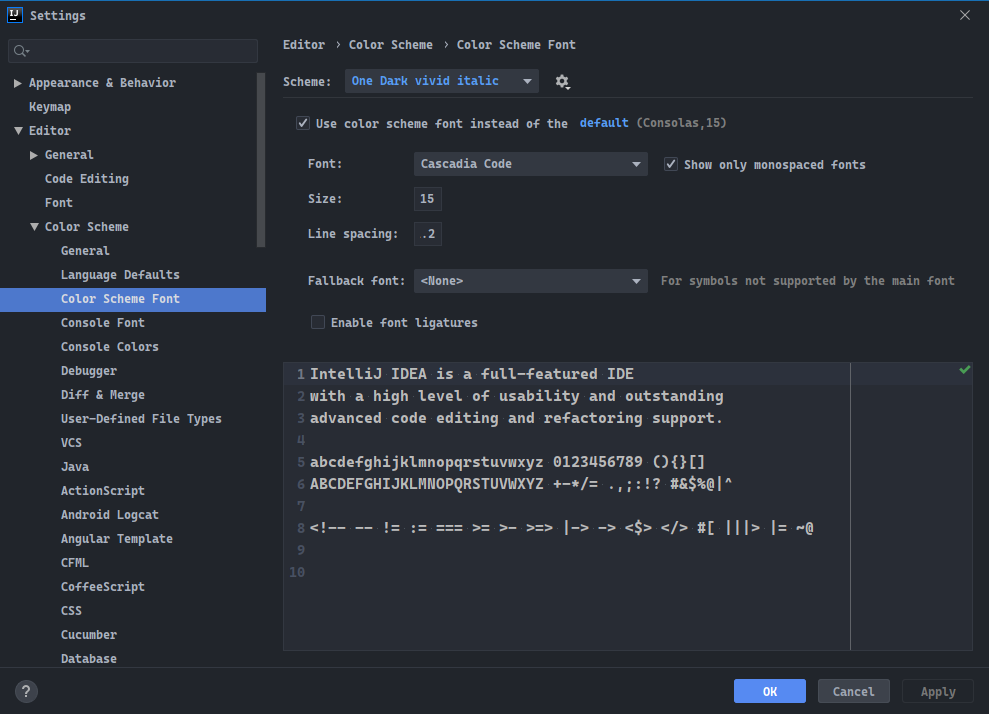 IJ Settings
Appearance & Behavior
Keymap
Editor
General
Code Editing
Font
Color Scheme
General
Language Defaults
Color Scheme Font
Console Font
Console Colors
Debugger
Diff & Merge
User-Defined File Types
VCS
Java
ActionScript
Android Logcat
Angular Template
CFML
CoffeeScript
CSS
Cucumber
Database
Editor › Color Scheme › Color Scheme Font
Scheme: One Dark vivid italic
Use color scheme font instead of the default (Consolas,15)
Font: Cascadia Code Show only monospaced fonts
Size: 15
Line spacing: .2
Fallback font: <None> For symbols not supported by the main font
Enable font ligatures
1 IntelliJ IDEA is a full-featured IDE
2 with a high level of usability and outstanding
3 advanced code editing and refactoring support.
4
5 abcdefghijklmnopqrstuvwxyz 0123456789 (){}[]
6 ABCDEFGHIJKLMNOPQRSTUVWXYZ +-*/= .,;:!? #&$%@|^
7
8 <!-- -- != := === >= >- >=> |-> -> <$> </> #[ |||> |= ~@
9
10
? OK Cancel Apply